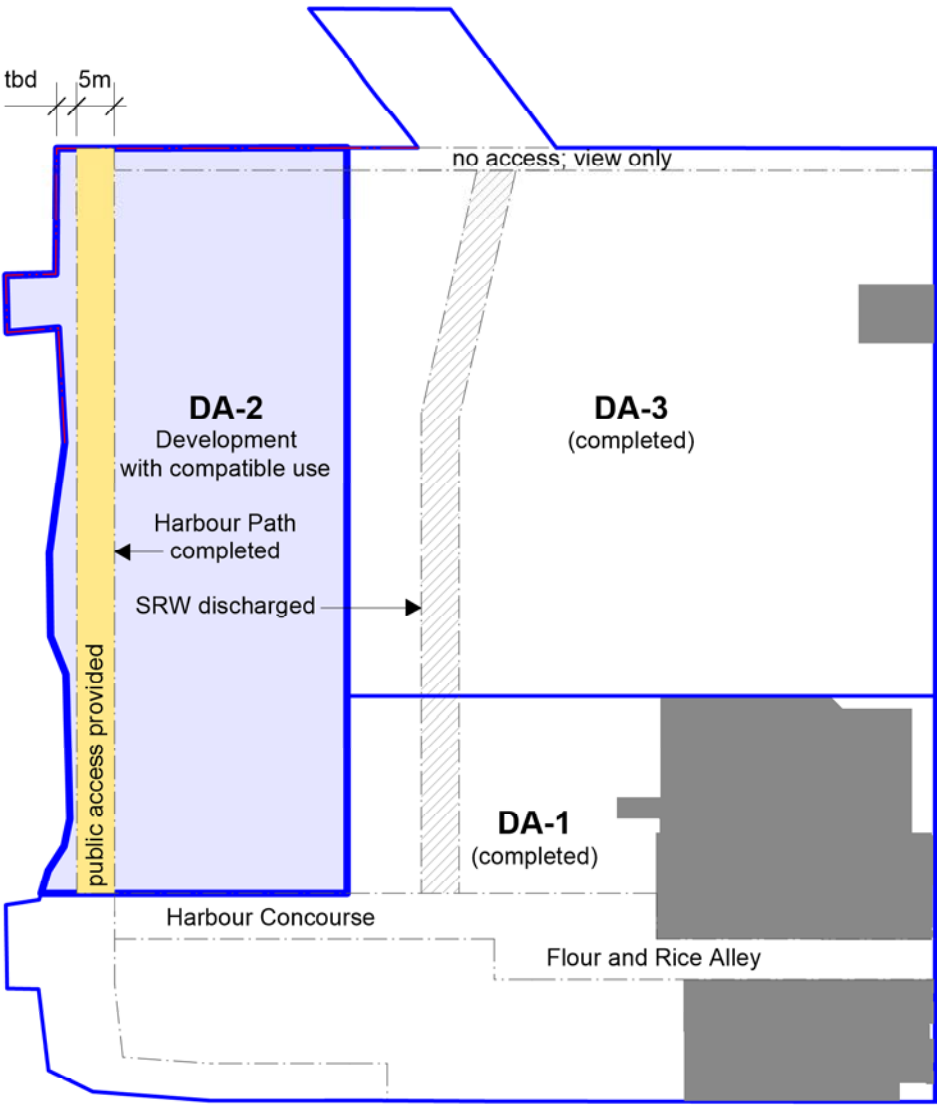 tbd
5m
no access; view only
DA-2
Development
with compatible use
DA-3
(completed)
Harbour Path
completed
SRW discharged
public access provided
DA-1
(completed)
Harbour Concourse
Flour and Rice Alley